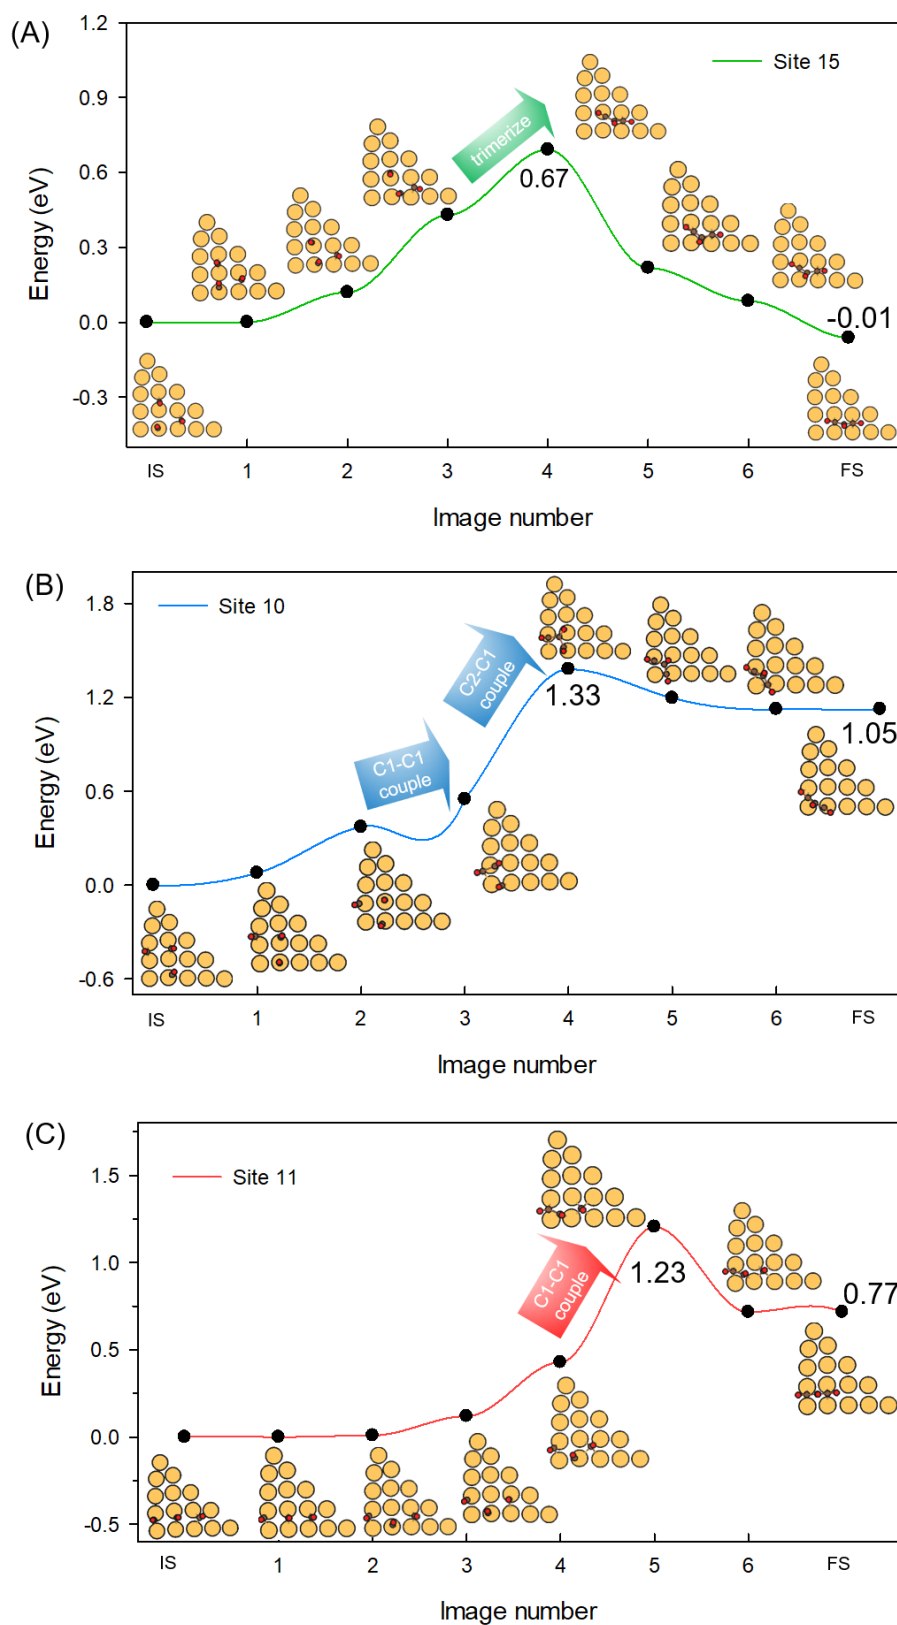 (A)
1.2
0.9
0.6
0.3
0.0
-0.3
Energy (eV)
Site 15
trimerize
0.67
-0.01
IS 1 2 3 4 5 6 FS
Image number
(B)
1.8
1.2
0.6
0.0
-0.6
Energy (eV)
Site 10
C1-C1
couple
C2-C1
couple
1.33
1.05
IS 1 2 3 4 5 6 FS
Image number
(C)
1.5
1.0
0.5
0.0
-0.5
Energy (eV)
Site 11
C1-C1
couple
1.23
0.77
IS 1 2 3 4 5 6 FS
Image number